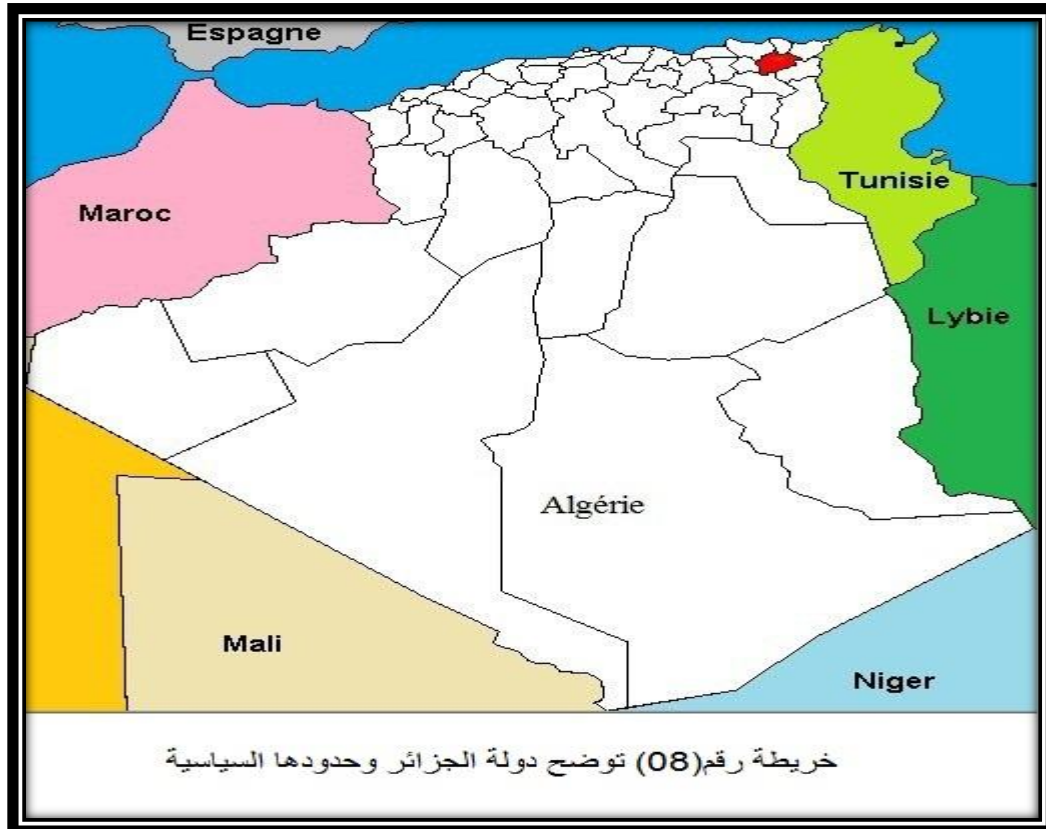 Espagne
Tunisie
Maroc
Lybie
Algérie
Mali
Niger
خريطة رقم(08) توضح دولة الجزائر وحدودها السياسية